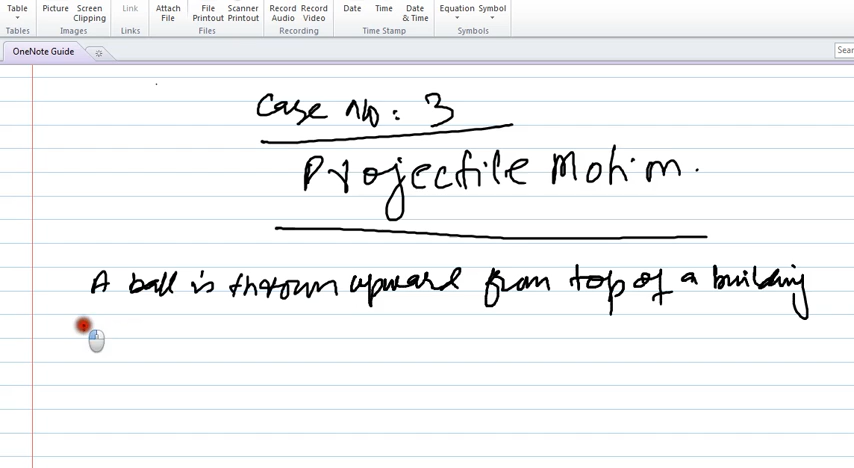 Table Picture Screen Clipping Link Attach File File Printout Scanner Printout Record Audio Record Video Date Time Date & Time Equation Symbol
Tables Images Links Files Recording Time Stamp Symbols
OneNote Guide Sear
Case No: 3
Projectile Motion.
A ball is thrown upward from top of a building